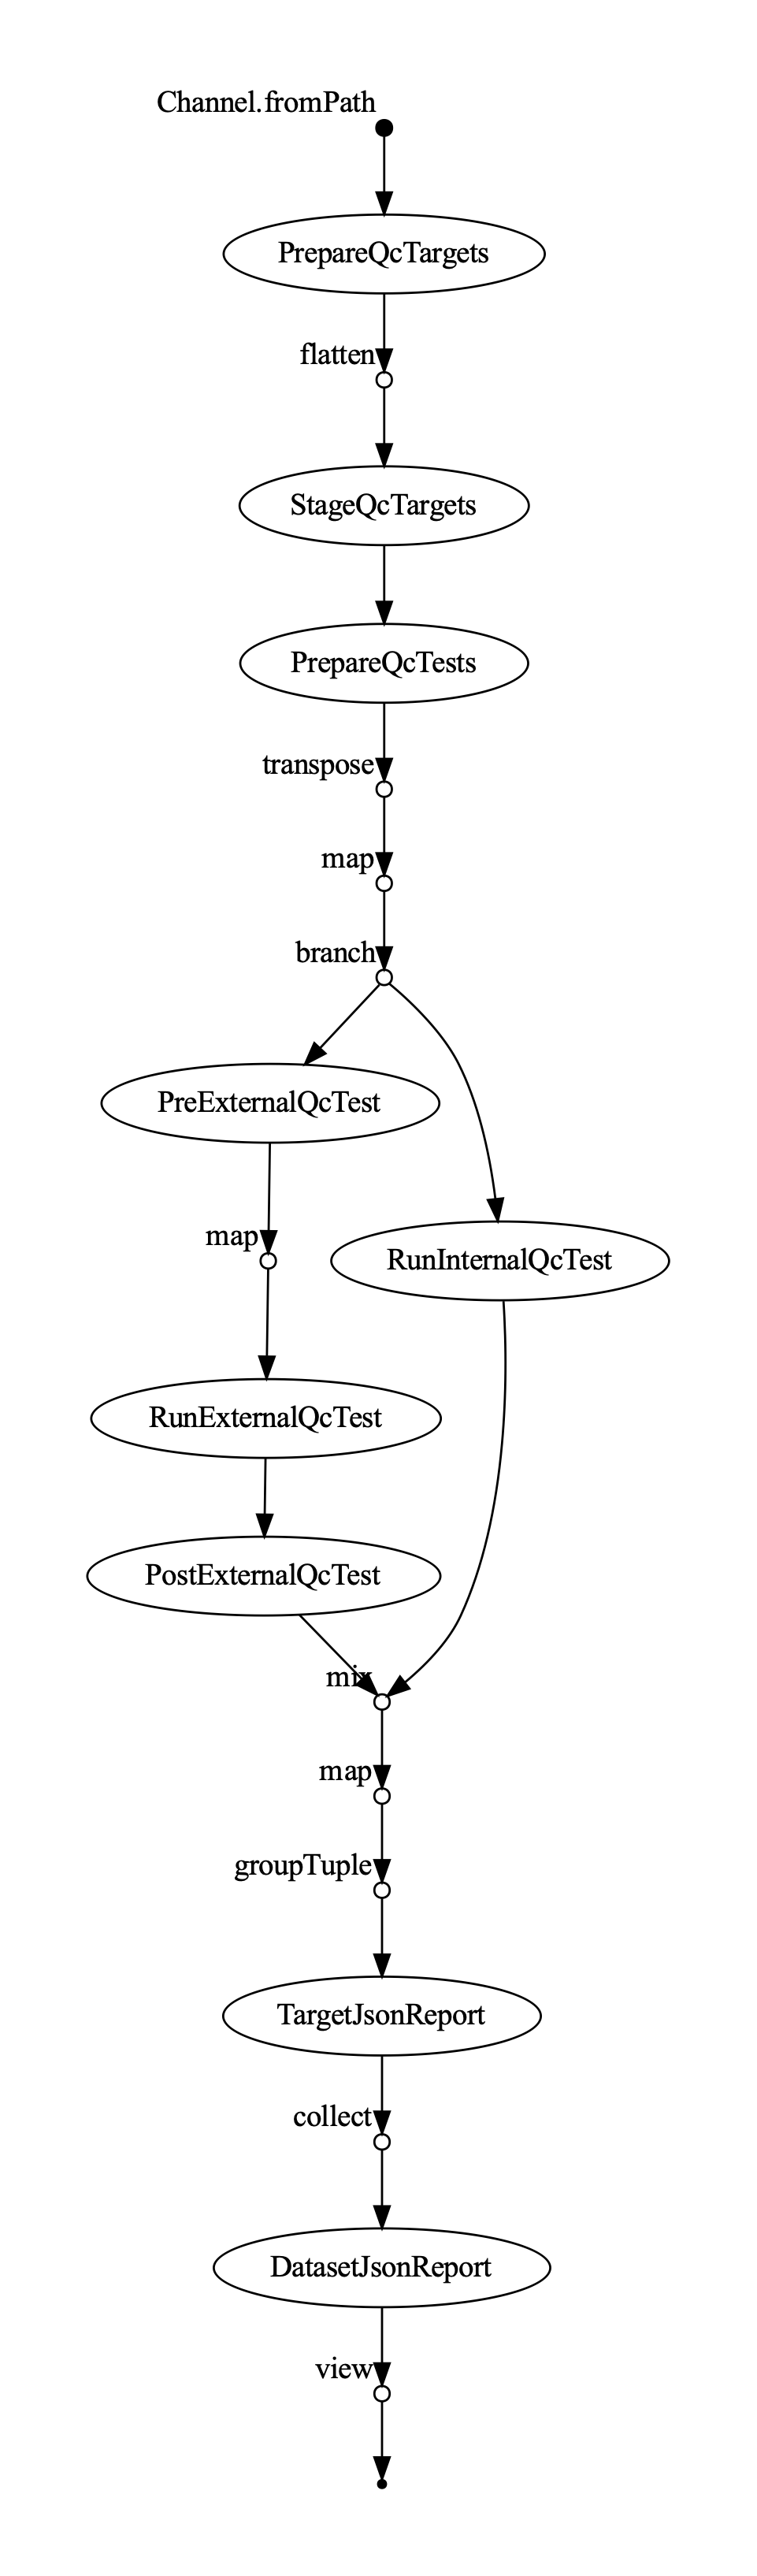 Channel.fromPath
PrepareQcTargets
flatten
StageQcTargets
PrepareQcTests
transpose
map
branch
PreExternalQcTest
map
RunInternalQcTest
RunExternalQcTest
PostExternalQcTest
mix
map
groupTuple
TargetJsonReport
collect
DatasetJsonReport
view